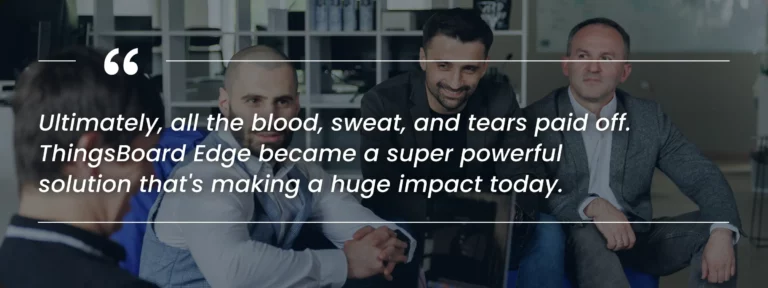 “
Ultimately, all the blood, sweat, and tears paid off.
ThingsBoard Edge became a super powerful
solution that's making a huge impact today.